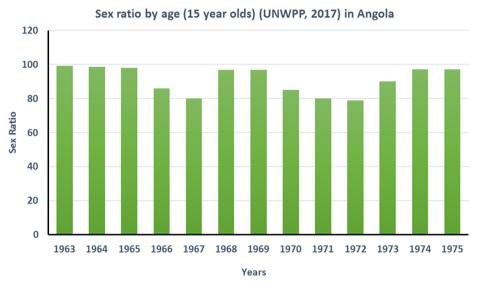 Sex ratio by age (15 year olds) (UNWPP, 2017) in Angola
120
100
80
60
40
20
0
Sex Ratio
1963 1964 1965 1966 1967 1968 1969 1970 1971 1972 1973 1974 1975
Years